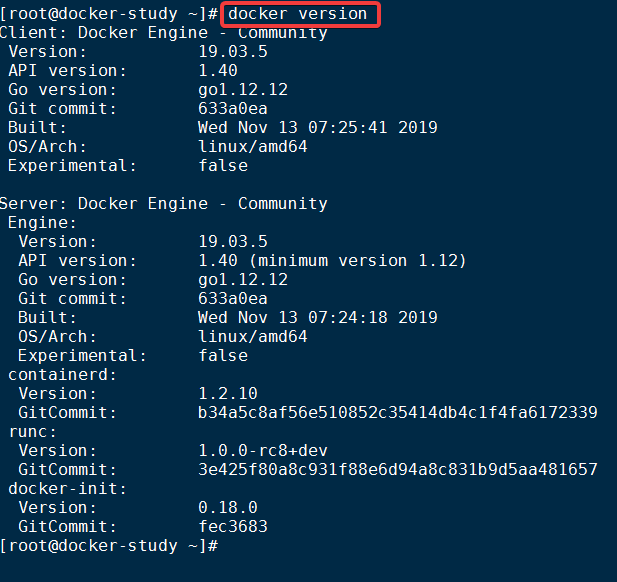 [root@docker-study ~]# docker version
Client: Docker Engine - Community
 Version:           19.03.5
 API version:       1.40
 Go version:        go1.12.12
 Git commit:        633a0ea
 Built:             Wed Nov 13 07:25:41 2019
 OS/Arch:           linux/amd64
 Experimental:      false

Server: Docker Engine - Community
 Engine:
  Version:          19.03.5
  API version:      1.40 (minimum version 1.12)
  Go version:       go1.12.12
  Git commit:       633a0ea
  Built:            Wed Nov 13 07:24:18 2019
  OS/Arch:          linux/amd64
  Experimental:     false
 containerd:
  Version:          1.2.10
  GitCommit:        b34a5c8af56e510852c35414db4c1f4fa6172339
 runc:
  Version:          1.0.0-rc8+dev
  GitCommit:        3e425f80a8c931f88e6d94a8c831b9d5aa481657
 docker-init:
  Version:          0.18.0
  GitCommit:        fec3683
[root@docker-study ~]#